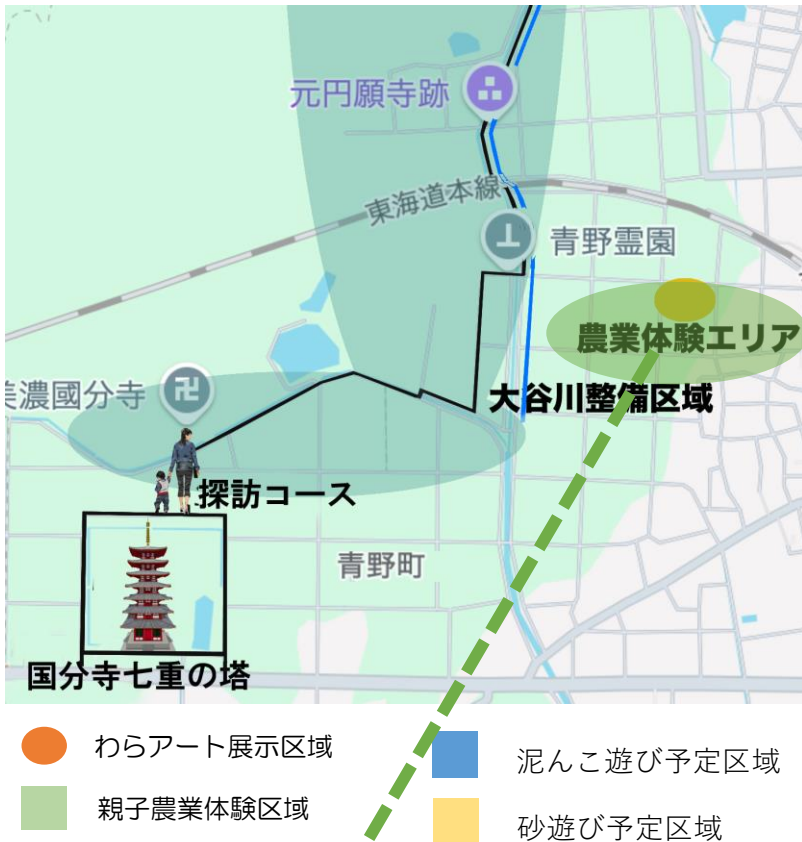 元円願寺跡
東海道本線
青野霊園
農業体験エリア
美濃國分寺
大谷川整備区域
探訪コース
青野町
国分寺七重の塔
わらアート展示区域
泥んこ遊び予定区域
親子農業体験区域
砂遊び予定区域